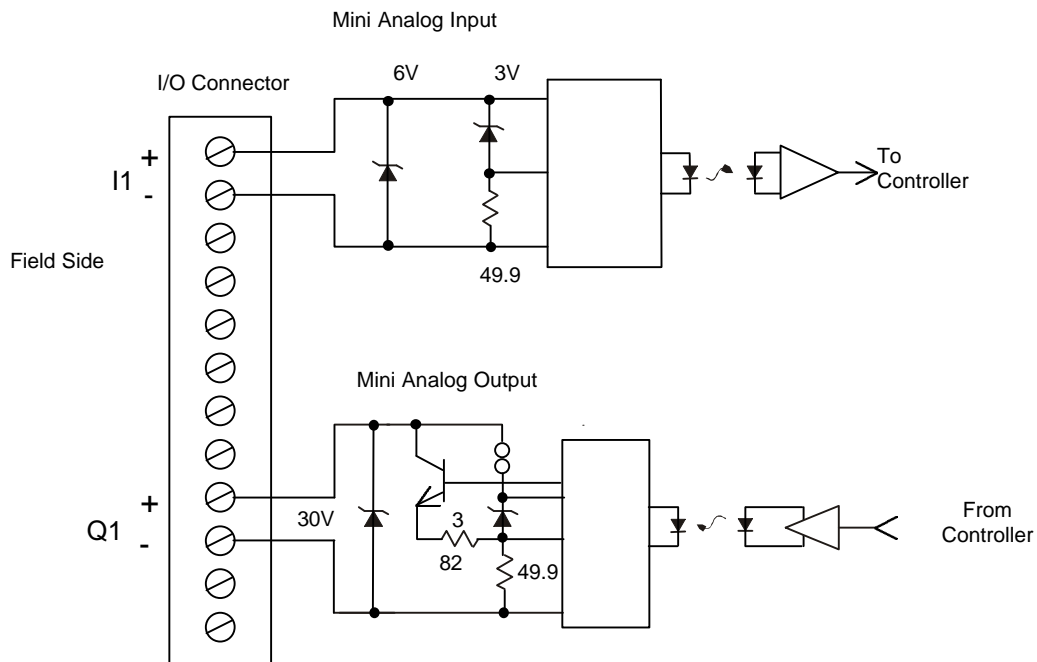 Mini Analog Input
I/O Connector
6V
3V
+
I1
-
To
Controller
Field Side
49.9
Mini Analog Output
+
Q1
-
30V
3
82
49.9
From
Controller